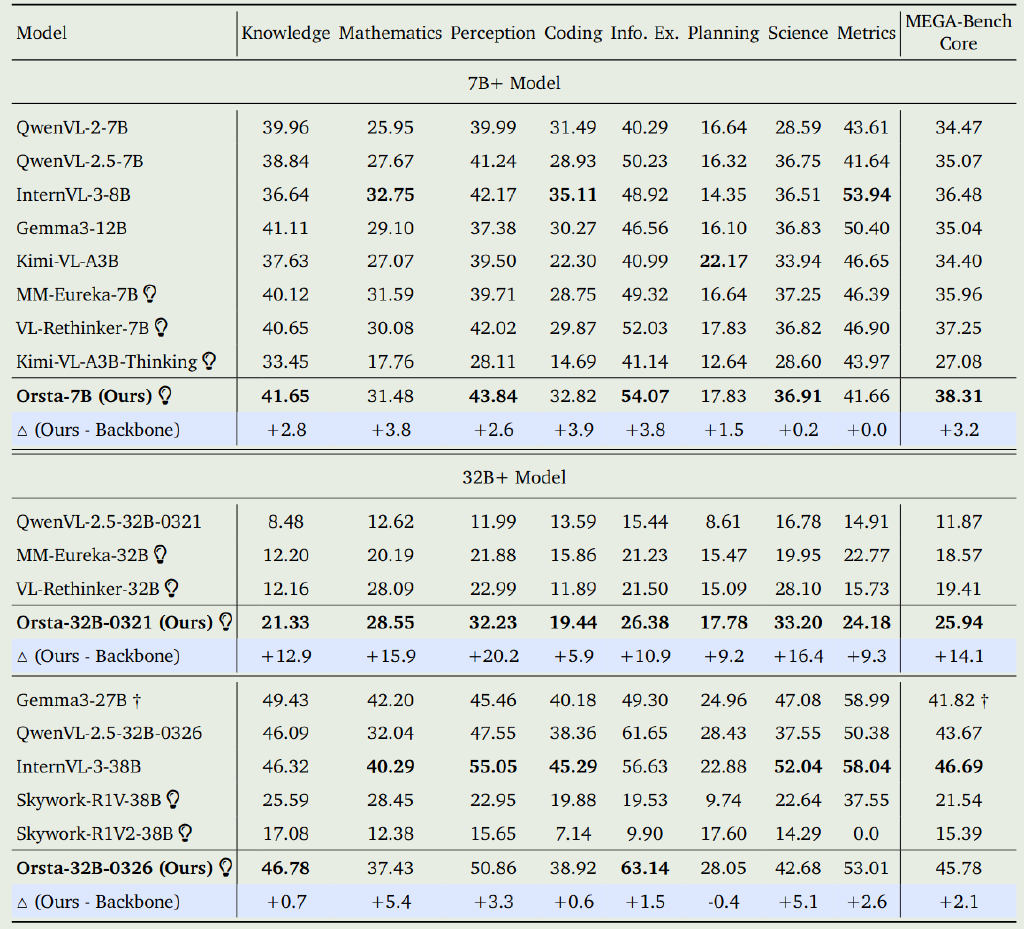 Model Knowledge Mathematics Perception Coding Info. Ex. Planning Science Metrics MEGA-Bench Core
7B+ Model
QwenVL-2-7B 39.96 25.95 39.99 31.49 40.29 16.64 28.59 43.61 34.47
QwenVL-2.5-7B 38.84 27.67 41.24 28.93 50.23 16.32 36.75 41.64 35.07
InternVL-3-8B 36.64 32.75 42.17 35.11 48.92 14.35 36.51 53.94 36.48
Gemma3-12B 41.11 29.10 37.38 30.27 46.56 16.10 36.83 50.40 35.04
Kimi-VL-A3B 37.63 27.07 39.50 22.30 40.99 22.17 33.94 46.65 34.40
MM-Eureka-7B 40.12 31.59 39.71 28.75 49.32 16.64 37.25 46.39 35.96
VL-Rethinker-7B 40.65 30.08 42.02 29.87 52.03 17.83 36.82 46.90 37.25
Kimi-VL-A3B-Thinking 33.45 17.76 28.11 14.69 41.14 12.64 28.60 43.97 27.08
Orsta-7B (Ours) 41.65 31.48 43.84 32.82 54.07 17.83 36.91 41.66 38.31
△ (Ours - Backbone) +2.8 +3.8 +2.6 +3.9 +3.8 +1.5 +0.2 +0.0 +3.2
32B+ Model
QwenVL-2.5-32B-0321 8.48 12.62 11.99 13.59 15.44 8.61 16.78 14.91 11.87
MM-Eureka-32B 12.20 20.19 21.88 15.86 21.23 15.47 19.95 22.77 18.57
VL-Rethinker-32B 12.16 28.09 22.99 11.89 21.50 15.09 28.10 15.73 19.41
Orsta-32B-0321 (Ours) 21.33 28.55 32.23 19.44 26.38 17.78 33.20 24.18 25.94
△ (Ours - Backbone) +12.9 +15.9 +20.2 +5.9 +10.9 +9.2 +16.4 +9.3 +14.1
Gemma3-27B † 49.43 42.20 45.46 40.18 49.30 24.96 47.08 58.99 41.82 †
QwenVL-2.5-32B-0326 46.09 32.04 47.55 38.36 61.65 28.43 37.55 50.38 43.67
InternVL-3-38B 46.32 40.29 55.05 45.29 56.63 22.88 52.04 58.04 46.69
Skywork-R1V-38B 25.59 28.45 22.95 19.88 19.53 9.74 22.64 37.55 21.54
Skywork-R1V2-38B 17.08 12.38 15.65 7.14 9.90 17.60 14.29 0.0 15.39
Orsta-32B-0326 (Ours) 46.78 37.43 50.86 38.92 63.14 28.05 42.68 53.01 45.78
△ (Ours - Backbone) +0.7 +5.4 +3.3 +0.6 +1.5 -0.4 +5.1 +2.6 +2.1